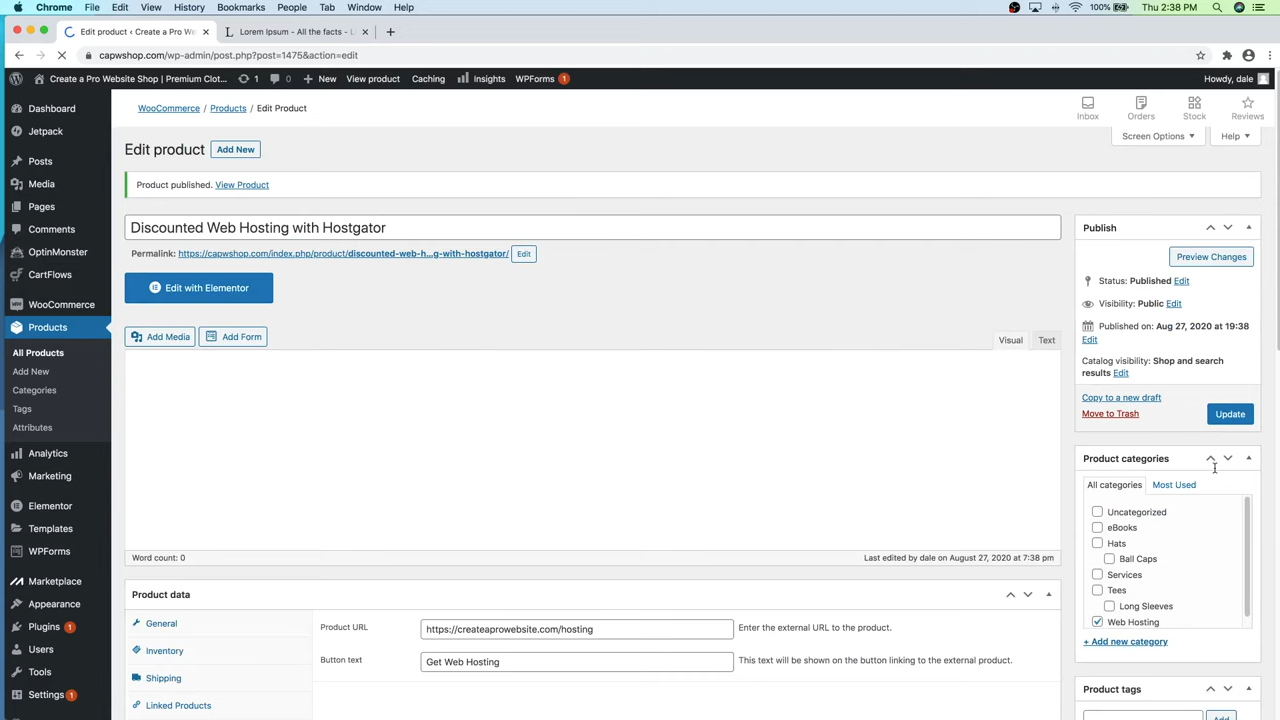 Chrome File Edit View History Bookmarks People Tab Window Help 100% Thu 2:38 PM
Edit product ‹ Create a Pro We
Lorem Ipsum - All the facts - L
capwshop.com/wp-admin/post.php?post=1475&action=edit
Create a Pro Website Shop | Premium Clot... 1 0 New View product Caching Insights WPForms 1 Howdy, dale
Dashboard
Jetpack
Posts
Media
Pages
Comments
OptinMonster
CartFlows
WooCommerce
Products
All Products
Add New
Categories
Tags
Attributes
Analytics
Marketing
Elementor
Templates
WPForms
Marketplace
Appearance
Plugins 1
Users
Tools
Settings 1
WooCommerce / Products / Edit Product
Inbox Orders Stock Reviews
Screen Options Help
Edit product Add New
Product published. View Product
Discounted Web Hosting with Hostgator
Permalink: https://capwshop.com/index.php/product/discounted-web-h...g-with-hostgator/ Edit
Edit with Elementor
Add Media Add Form
Visual Text
Word count: 0
Last edited by dale on August 27, 2020 at 7:38 pm
Product data
General
Inventory
Shipping
Linked Products
Product URL https://createaprowebsite.com/hosting Enter the external URL to the product.
Button text Get Web Hosting This text will be shown on the button linking to the external product.
Publish
Preview Changes
Status: Published Edit
Visibility: Public Edit
Published on: Aug 27, 2020 at 19:38
Edit
Catalog visibility: Shop and search
results Edit
Copy to a new draft
Move to Trash
Update
Product categories
All categories Most Used
Uncategorized
eBooks
Hats
Ball Caps
Services
Tees
Long Sleeves
Web Hosting
+ Add new category
Product tags
Add